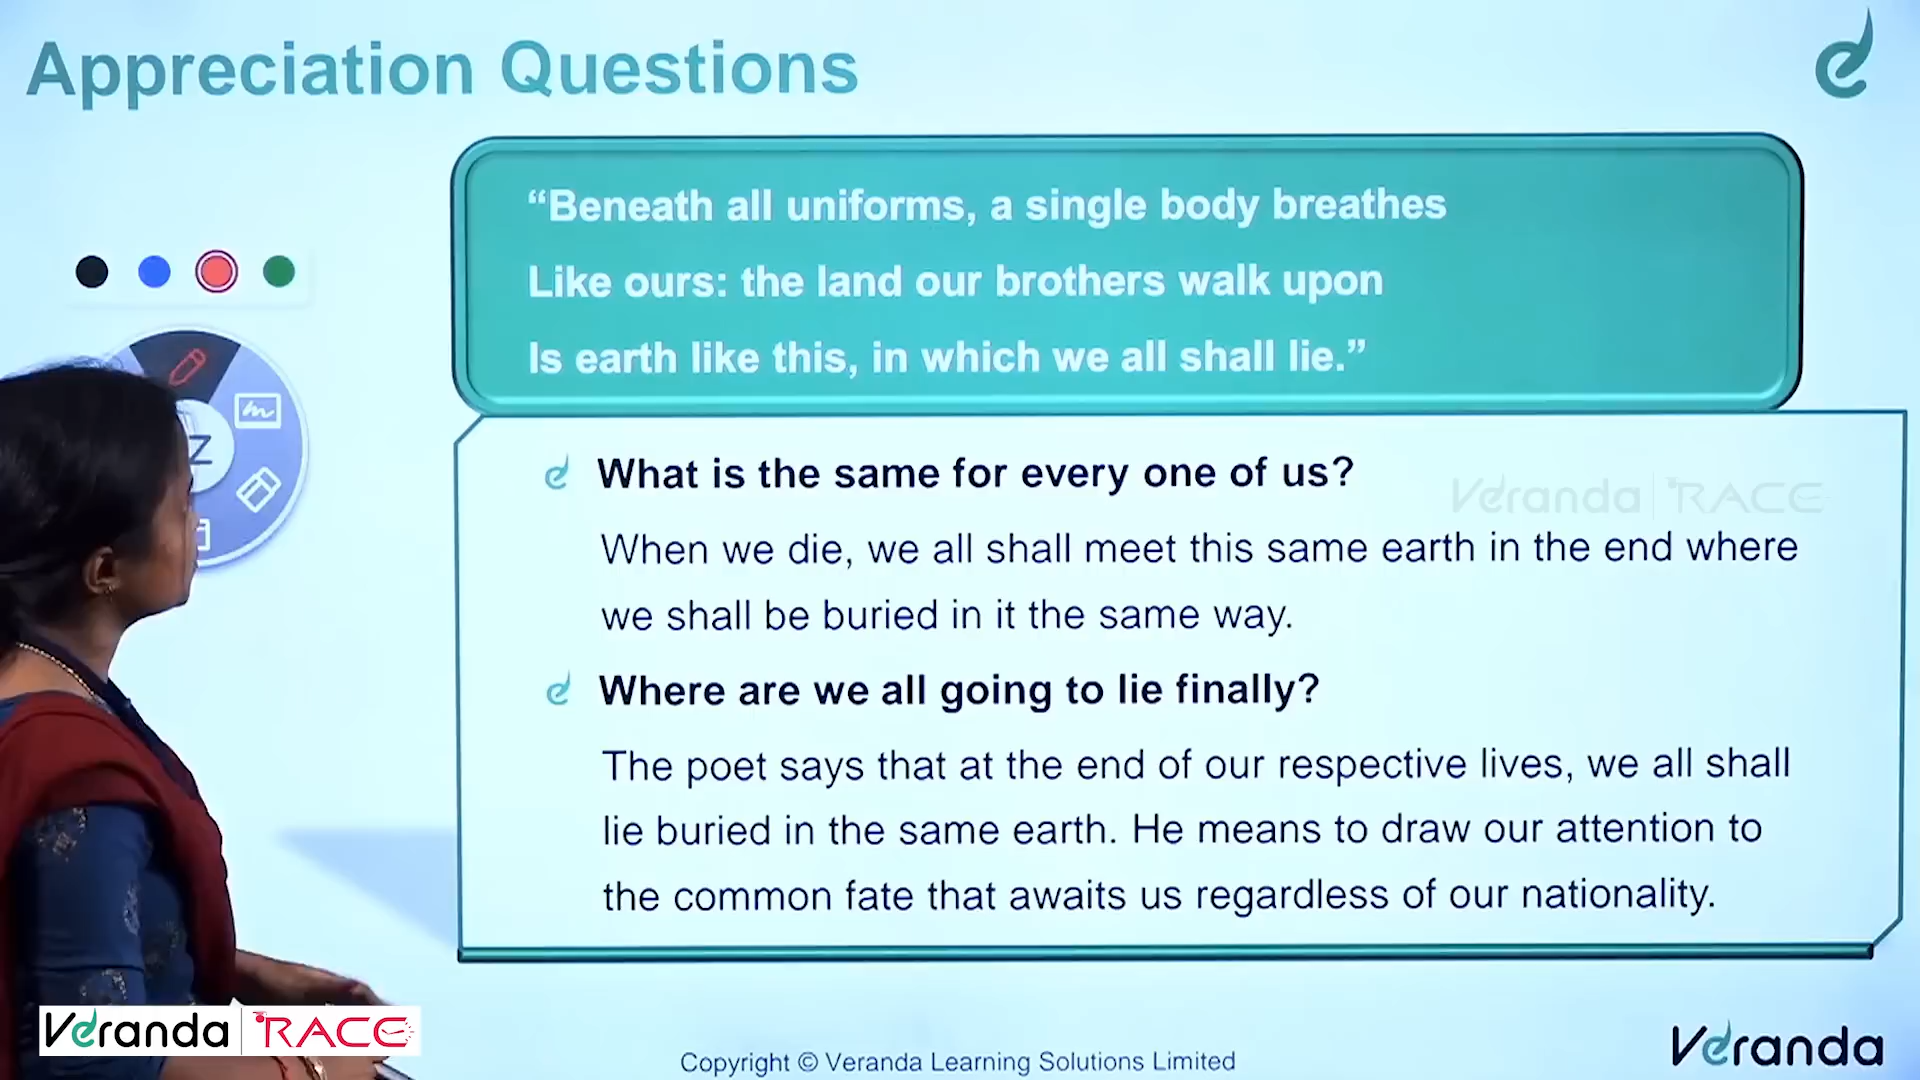 Appreciation Questions
“Beneath all uniforms, a single body breathes
Like ours: the land our brothers walk upon
Is earth like this, in which we all shall lie.”
What is the same for every one of us?
Veranda RACE
When we die, we all shall meet this same earth in the end where
we shall be buried in it the same way.
Where are we all going to lie finally?
The poet says that at the end of our respective lives, we all shall
lie buried in the same earth. He means to draw our attention to
the common fate that awaits us regardless of our nationality.
Veranda RACE
Copyright © Veranda Learning Solutions Limited
Veranda